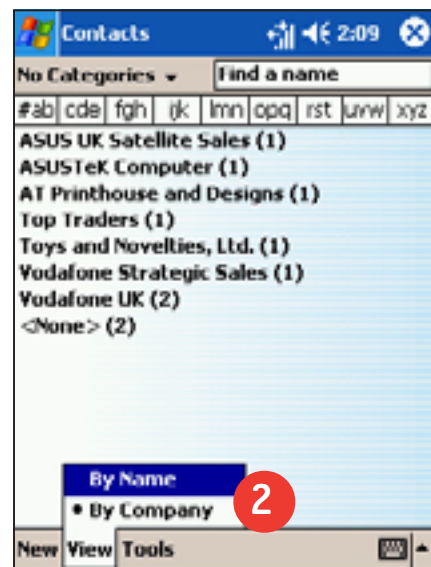 Contacts 2:09
No Categories Find a name
#ab cde fgh ijk lmn opq rst uvw xyz
ASUS UK Satellite Sales (1)
ASUSTeK Computer (1)
AT Printhouse and Designs (1)
Top Traders (1)
Toys and Novelties, Ltd. (1)
Vodafone Strategic Sales (1)
Vodafone UK (2)
<None> (2)
By Name
• By Company
2
New View Tools